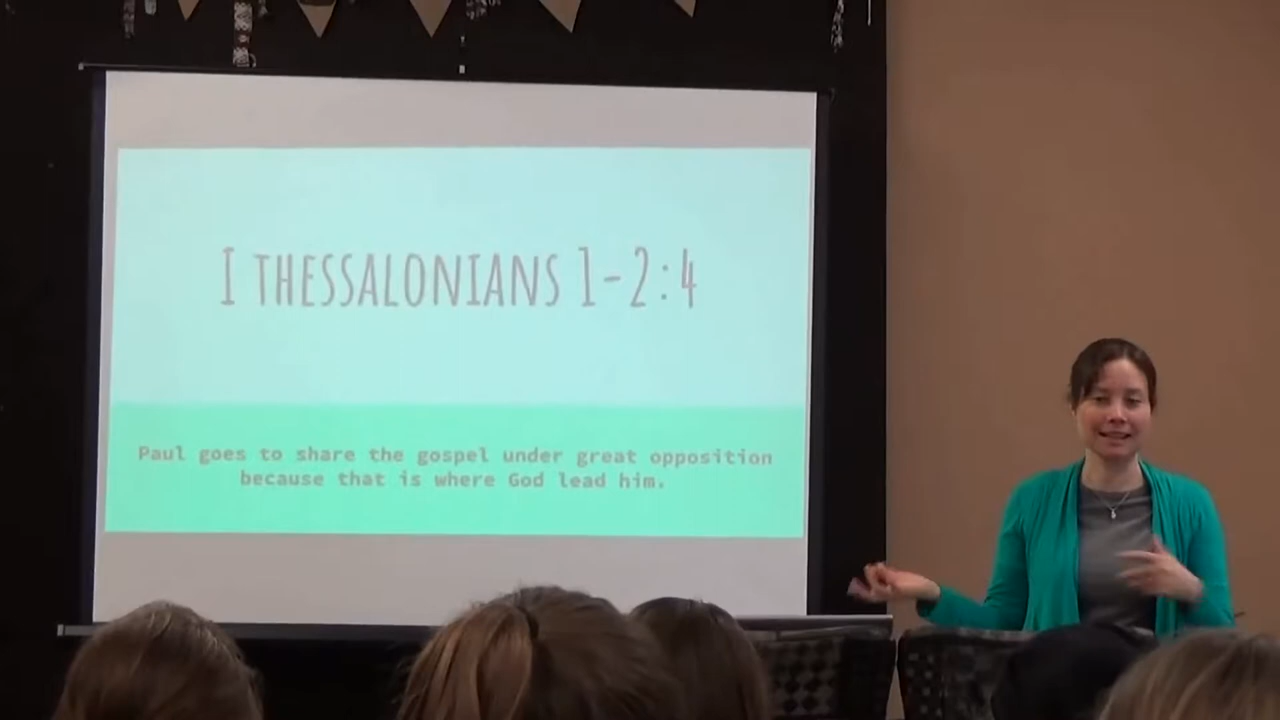 I THESSALONIANS 1-2:4
Paul goes to share the gospel under great opposition
because that is where God lead him.